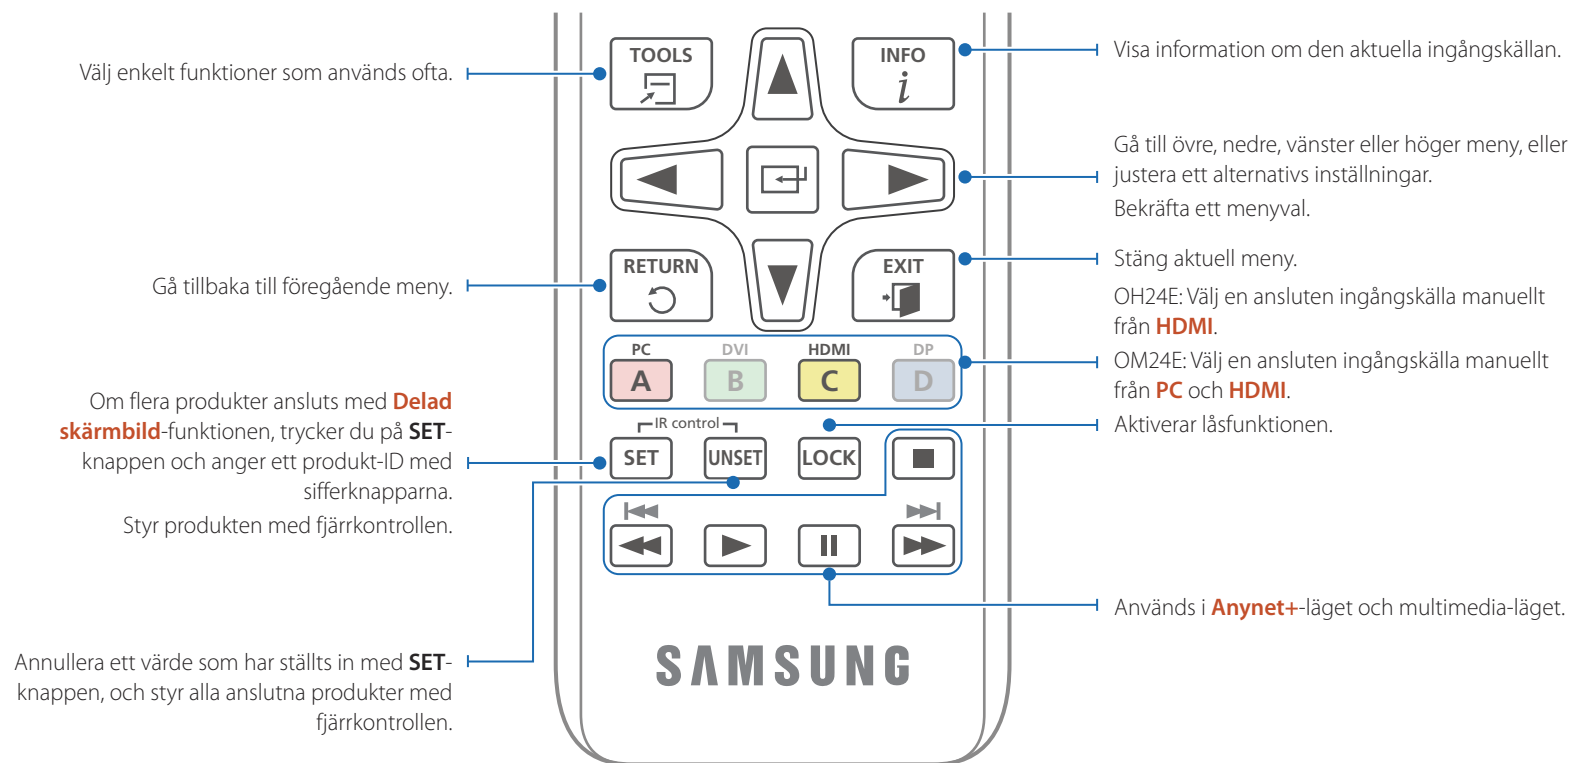 TOOLS
INFO
i
Välj enkelt funktioner som används ofta.
Visa information om den aktuella ingångskällan.
Gå till övre, nedre, vänster eller höger meny, eller
justera ett alternativs inställningar.
Bekräfta ett menyval.
RETURN
EXIT
Gå tillbaka till föregående meny.
Stäng aktuell meny.
OH24E: Välj en ansluten ingångskälla manuellt
från HDMI.
PC DVI HDMI DP
A B C D
OM24E: Välj en ansluten ingångskälla manuellt
från PC och HDMI.
Om flera produkter ansluts med Delad
skärmbild-funktionen, trycker du på SET-
knappen och anger ett produkt-ID med
sifferknapparna.
Styr produkten med fjärrkontrollen.
IR control
SET UNSET LOCK
Aktiverar låsfunktionen.
Används i Anynet+-läget och multimedia-läget.
Annullera ett värde som har ställts in med SET-
knappen, och styr alla anslutna produkter med
fjärrkontrollen.
SAMSUNG